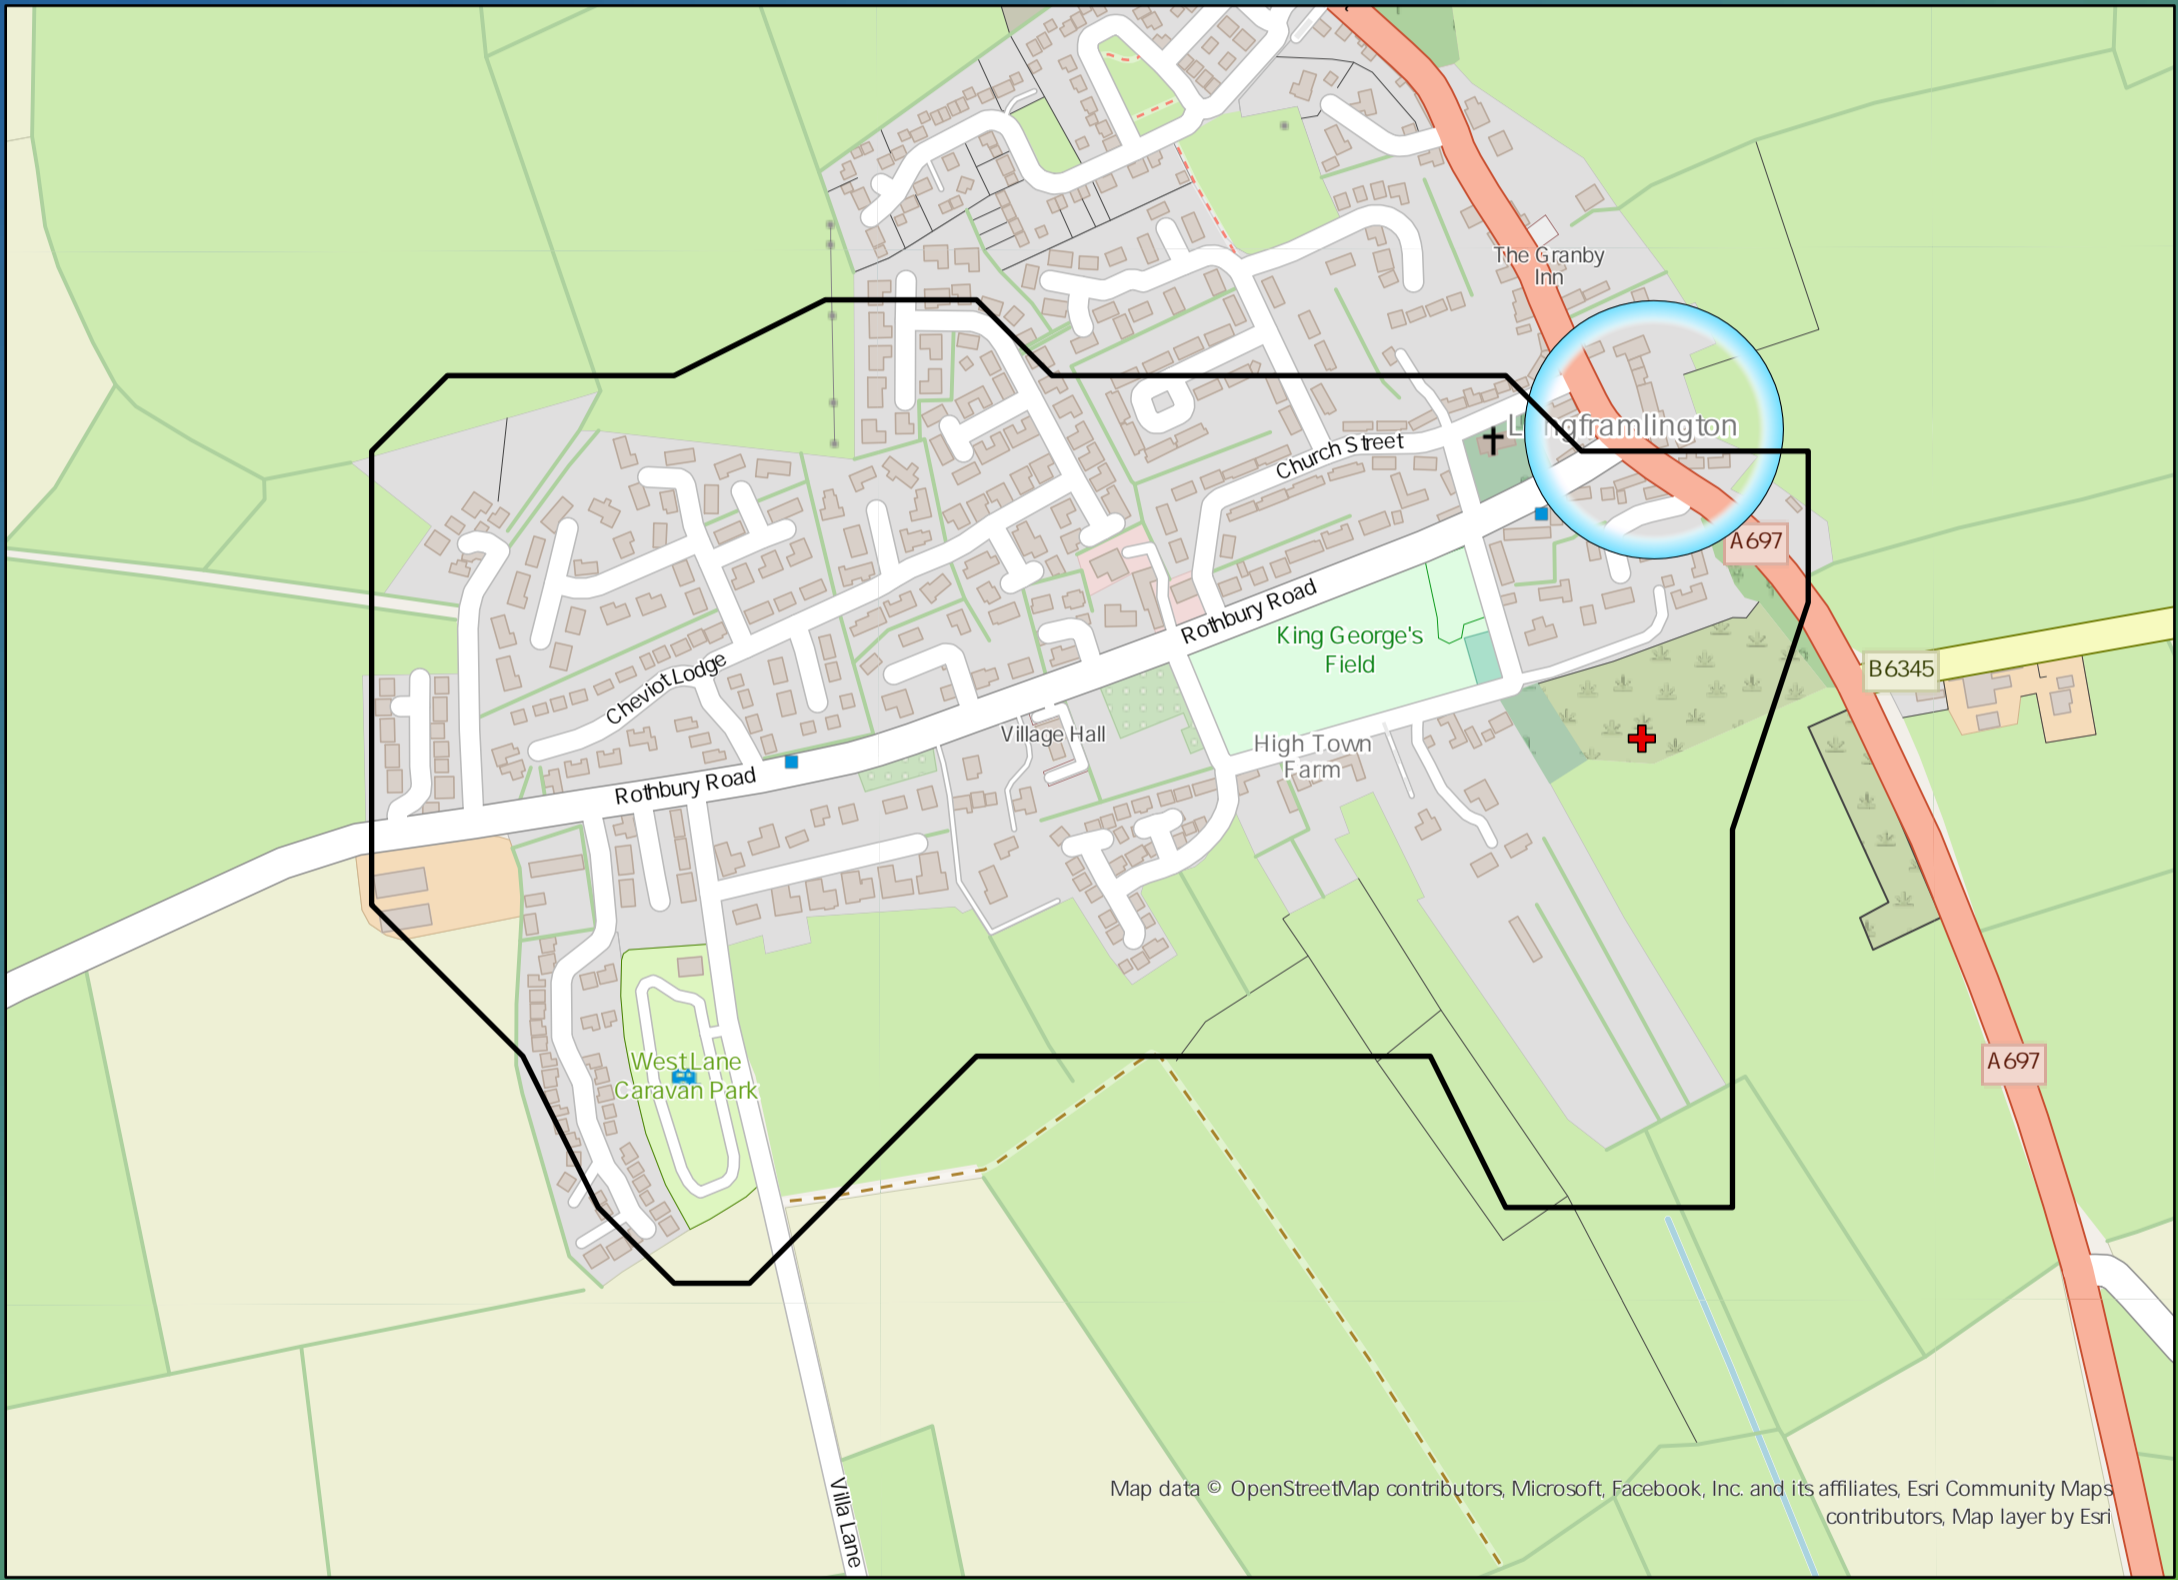 The Granby
Inn
Longframlington
Church Street
A697
Rothbury Road
King George's
Field
B6345
Cheviot Lodge
Village Hall
High Town
Farm
Rothbury Road
West Lane
Caravan Park
A697
Villa Lane
Map data © OpenStreetMap contributors, Microsoft, Facebook, Inc. and its affiliates, Esri Community Maps
contributors, Map layer by Esri